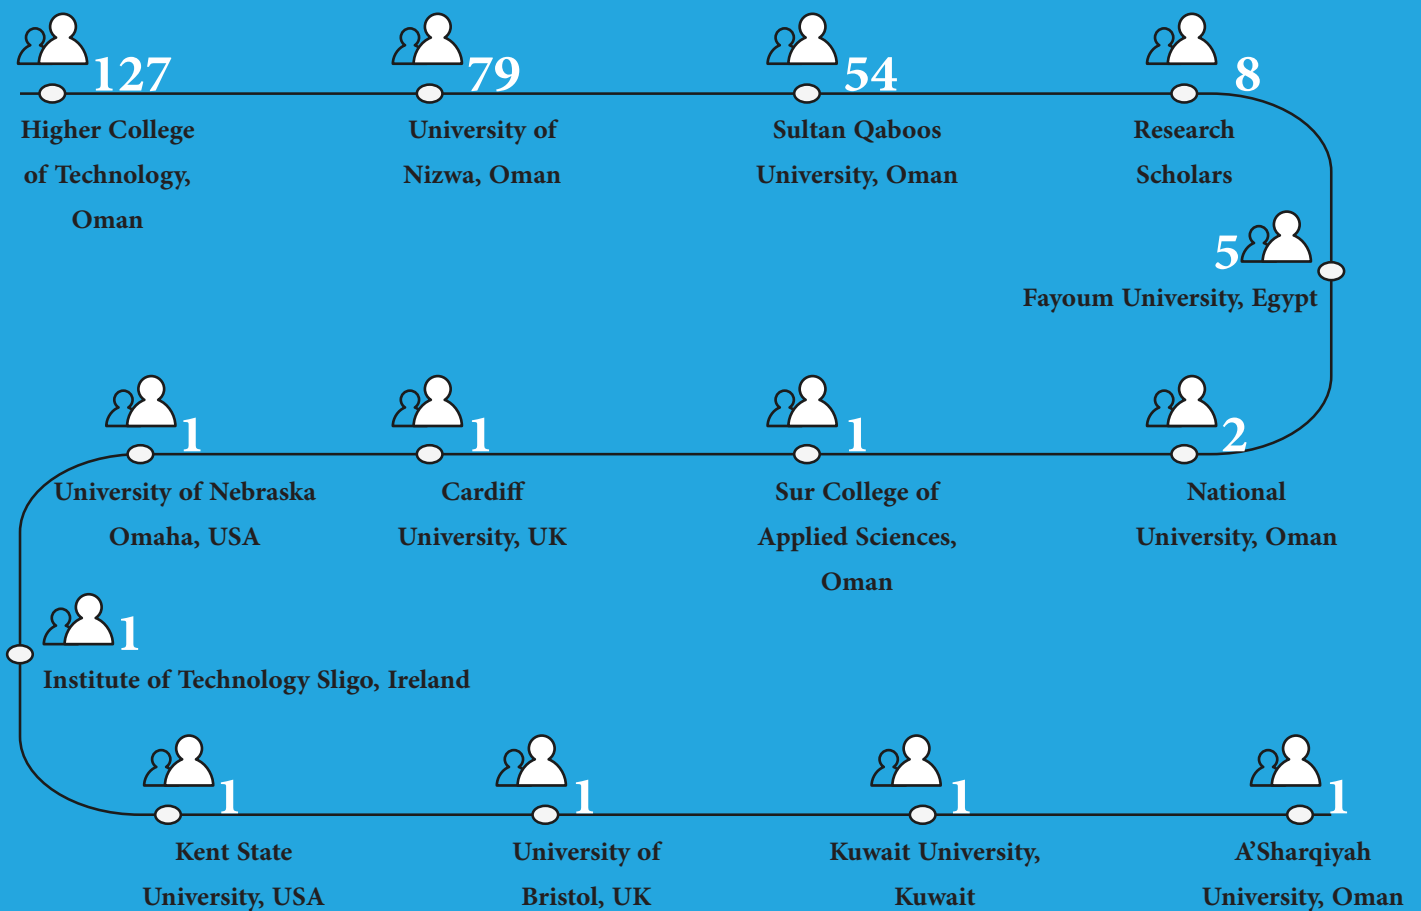 127
Higher College
of Technology,
Oman
79
University of
Nizwa, Oman
54
Sultan Qaboos
University, Oman
8
Research
Scholars
5
Fayoum University, Egypt
2
National
University, Oman
1
Sur College of
Applied Sciences,
Oman
1
Cardiff
University, UK
1
University of Nebraska
Omaha, USA
1
Institute of Technology Sligo, Ireland
1
Kent State
University, USA
1
University of
Bristol, UK
1
Kuwait University,
Kuwait
1
A’Sharqiyah
University, Oman